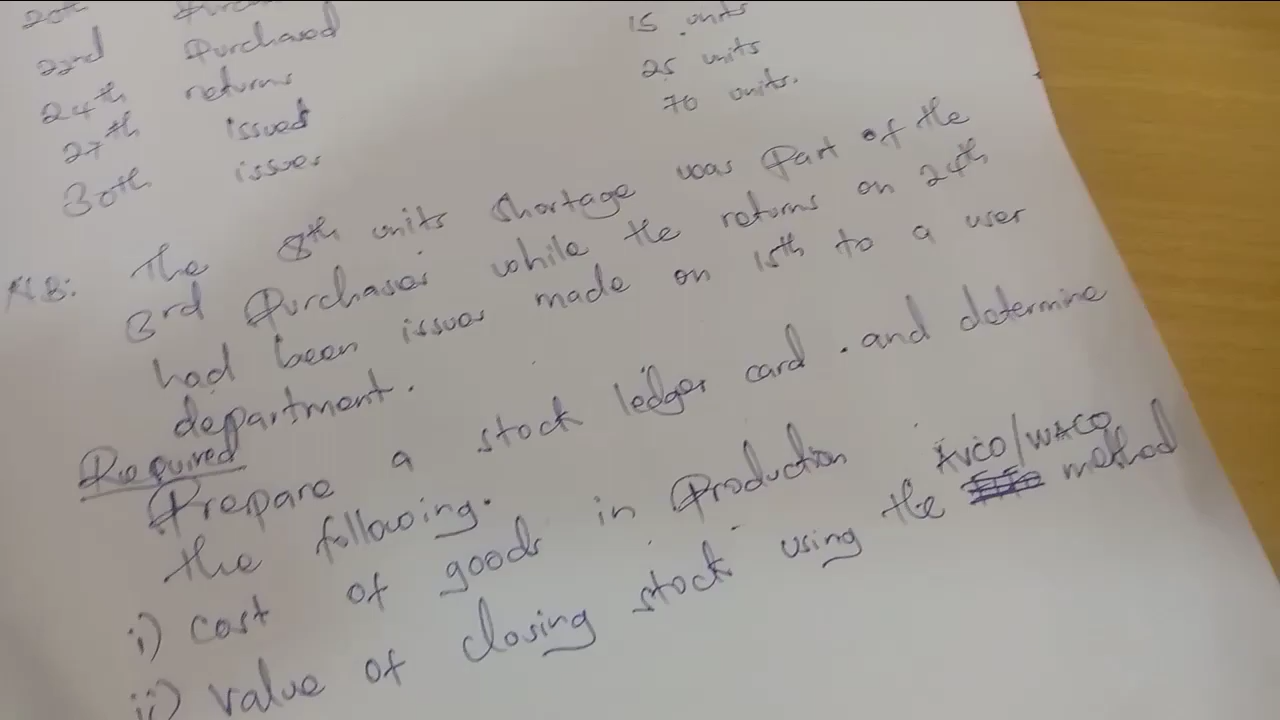 20th
22nd purchased 15 units
24th returns 25 units
27th issued 70 units.
30th issues
NB: The 8th units shortage was part of the
3rd purchases while the returns on 24th
had been issues made on 15th to a user
department.
Required
Prepare a stock ledger card . and determine
the following.
i) cost of goods in production
ii) value of closing stock using the AVCO/WACO method